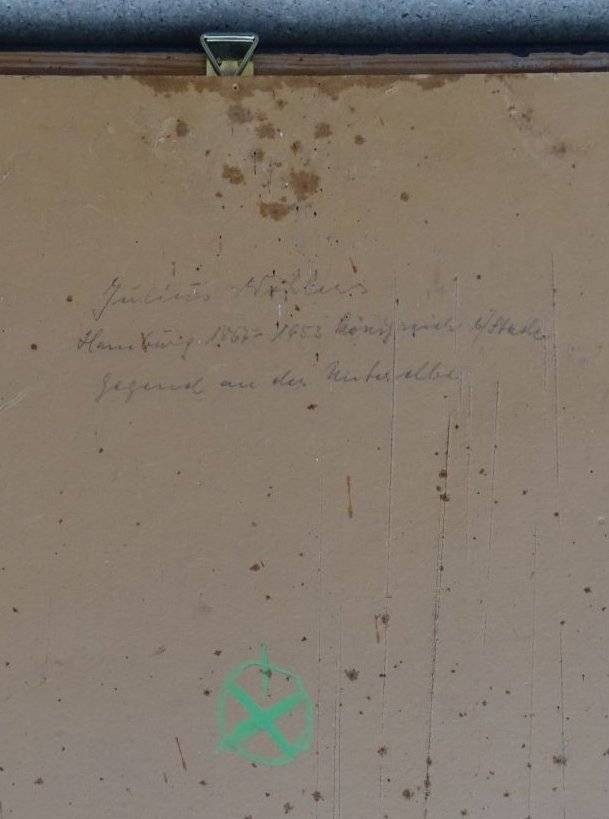 Julius Wohlers
Hamburg 1867-1953 Königreich b/Stade
Gegend an der Unterelbe